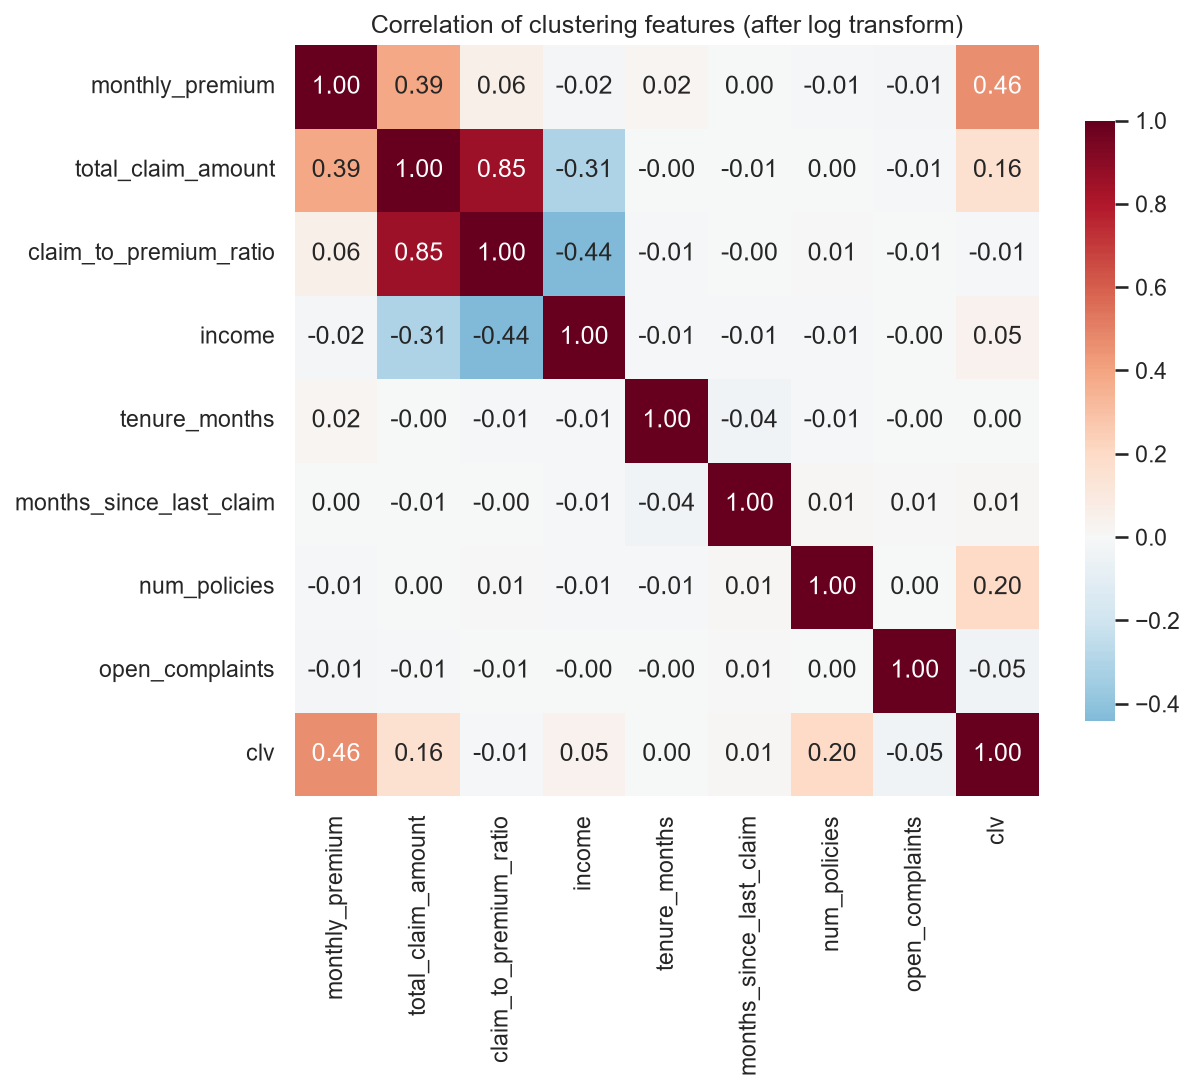 Correlation of clustering features (after log transform)
monthly_premium 1.00 0.39 0.06 -0.02 0.02 0.00 -0.01 -0.01 0.46
total_claim_amount 0.39 1.00 0.85 -0.31 -0.00 -0.01 0.00 -0.01 0.16
claim_to_premium_ratio 0.06 0.85 1.00 -0.44 -0.01 -0.00 0.01 -0.01 -0.01
income -0.02 -0.31 -0.44 1.00 -0.01 -0.01 -0.01 -0.00 0.05
tenure_months 0.02 -0.00 -0.01 -0.01 1.00 -0.04 -0.01 -0.00 0.00
months_since_last_claim 0.00 -0.01 -0.00 -0.01 -0.04 1.00 0.01 0.01 0.01
num_policies -0.01 0.00 0.01 -0.01 -0.01 0.01 1.00 0.00 0.20
open_complaints -0.01 -0.01 -0.01 -0.00 -0.00 0.01 0.00 1.00 -0.05
clv 0.46 0.16 -0.01 0.05 0.00 0.01 0.20 -0.05 1.00
monthly_premium
total_claim_amount
claim_to_premium_ratio
income
tenure_months
months_since_last_claim
num_policies
open_complaints
clv
1.0
0.8
0.6
0.4
0.2
0.0
−0.2
−0.4